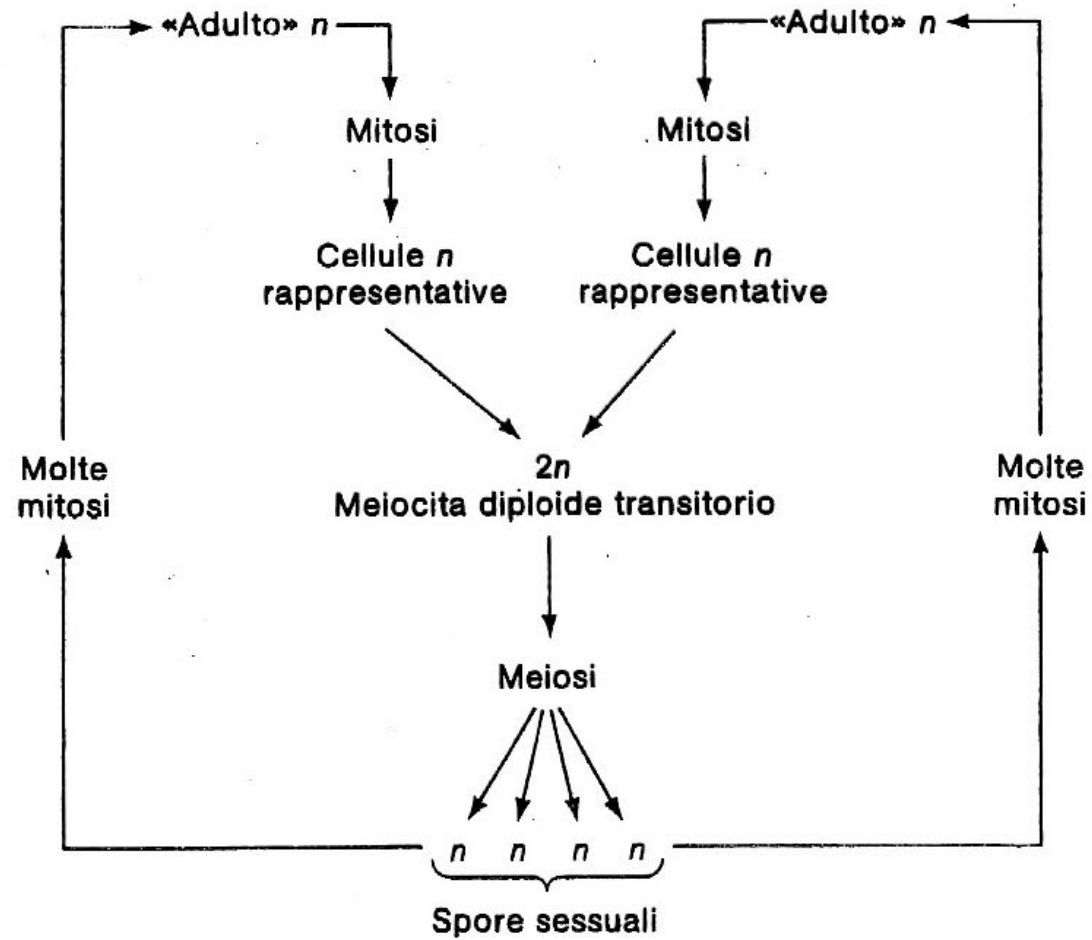 «Adulto» n
«Adulto» n
Mitosi
Mitosi
Cellule n
rappresentative
Cellule n
rappresentative
2n
Meiocita diploide transitorio
Molte
mitosi
Molte
mitosi
Meiosi
n n n n
Spore sessuali